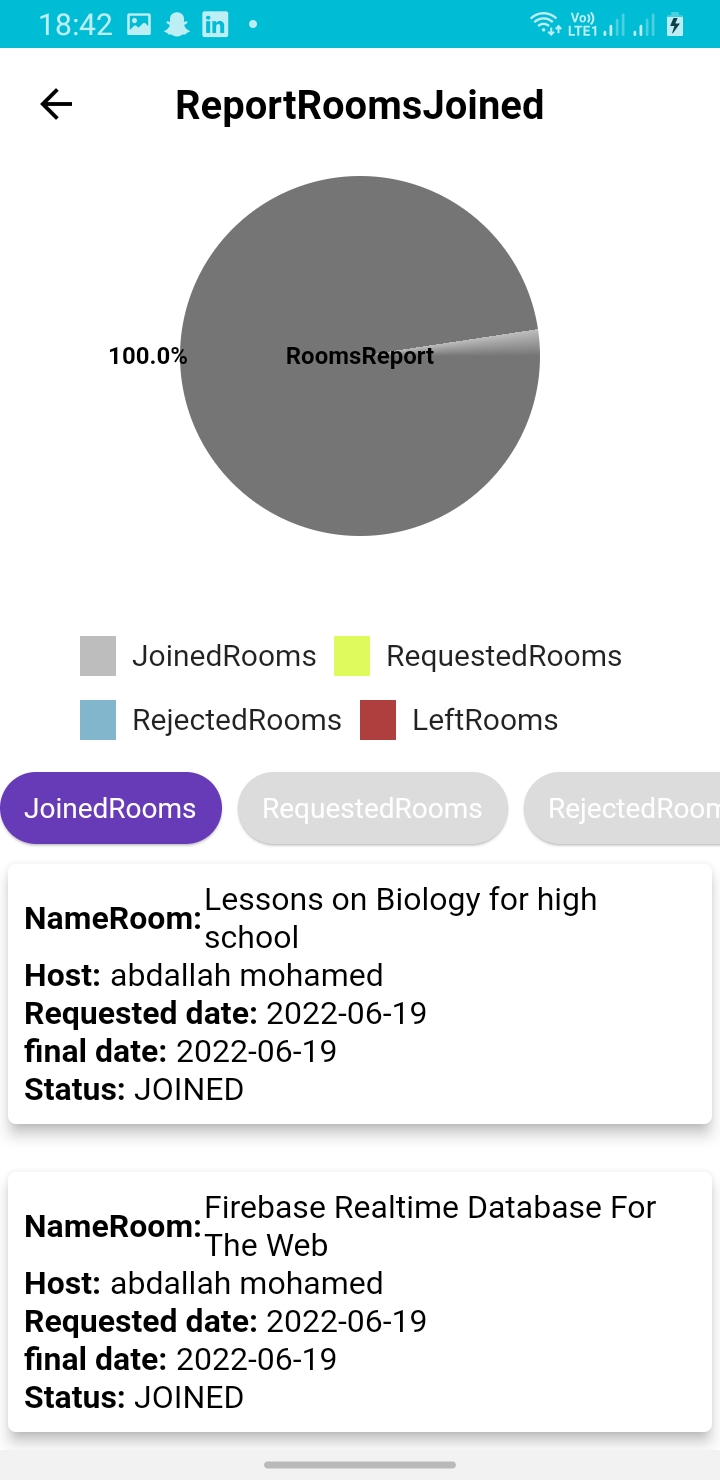 18:42
Vo))
LTE1
ReportRoomsJoined
100.0%
RoomsReport
JoinedRooms RequestedRooms
RejectedRooms LeftRooms
JoinedRooms RequestedRooms RejectedRoom
NameRoom: Lessons on Biology for high
school
Host: abdallah mohamed
Requested date: 2022-06-19
final date: 2022-06-19
Status: JOINED
NameRoom: Firebase Realtime Database For
The Web
Host: abdallah mohamed
Requested date: 2022-06-19
final date: 2022-06-19
Status: JOINED